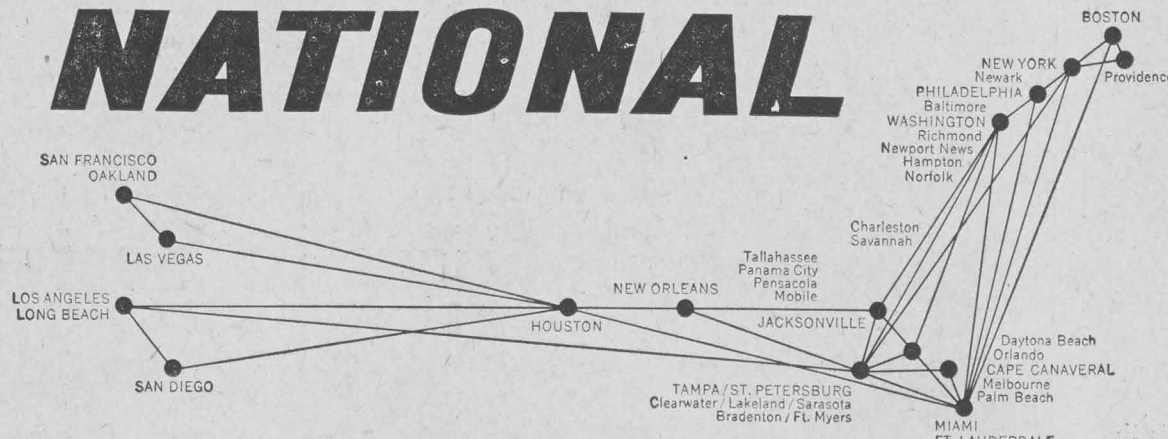 NATIONAL
BOSTON
NEW YORK
Newark
Providence
PHILADELPHIA
Baltimore
WASHINGTON
Richmond
Newport News
Hampton
Norfolk
SAN FRANCISCO
OAKLAND
LAS VEGAS
Charleston
Savannah
Tallahassee
Panama City
Pensacola
Mobile
NEW ORLEANS
LOS ANGELES
LONG BEACH
HOUSTON
JACKSONVILLE
SAN DIEGO
Daytona Beach
Orlando
CAPE CANAVERAL
Melbourne
Palm Beach
TAMPA/ST. PETERSBURG
Clearwater/Lakeland/Sarasota
Bradenton/Ft. Myers
MIAMI
FT. LAUDERDALE